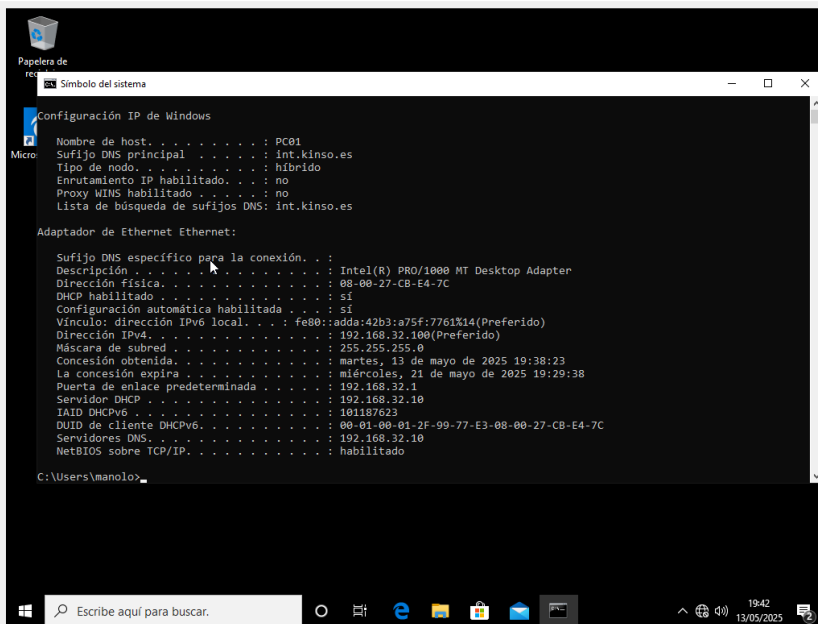 Papelera de
Símbolo del sistema
Configuración IP de Windows
Nombre de host. . . . . . . . . : PC01
Sufijo DNS principal . . . . . : int.kinso.es
Tipo de nodo. . . . . . . . . . : híbrido
Enrutamiento IP habilitado. . . : no
Proxy WINS habilitado . . . . . : no
Lista de búsqueda de sufijos DNS: int.kinso.es
Adaptador de Ethernet Ethernet:
Sufijo DNS específico para la conexión. . :
Descripción . . . . . . . . . . . . . . . : Intel(R) PRO/1000 MT Desktop Adapter
Dirección física. . . . . . . . . . . . . : 08-00-27-CB-E4-7C
DHCP habilitado . . . . . . . . . . . . . : sí
Configuración automática habilitada . . . : sí
Vínculo: dirección IPv6 local. . . : fe80::adda:42b3:a75f:7761%14(Preferido)
Dirección IPv4. . . . . . . . . . . . . . : 192.168.32.100(Preferido)
Máscara de subred . . . . . . . . . . . . : 255.255.255.0
Concesión obtenida. . . . . . . . . . . . : martes, 13 de mayo de 2025 19:38:23
La concesión expira . . . . . . . . . . . : miércoles, 21 de mayo de 2025 19:29:38
Puerta de enlace predeterminada . . . . . : 192.168.32.1
Servidor DHCP . . . . . . . . . . . . . . : 192.168.32.10
IAID DHCPv6 . . . . . . . . . . . . . . . : 101187623
DUID de cliente DHCPv6. . . . . . . . . . : 00-01-00-01-2F-99-77-E3-08-00-27-CB-E4-7C
Servidores DNS. . . . . . . . . . . . . . : 192.168.32.10
NetBIOS sobre TCP/IP. . . . . . . . . . . : habilitado
C:\Users\manolo>
Escribe aquí para buscar.
19:42
13/05/2025
2